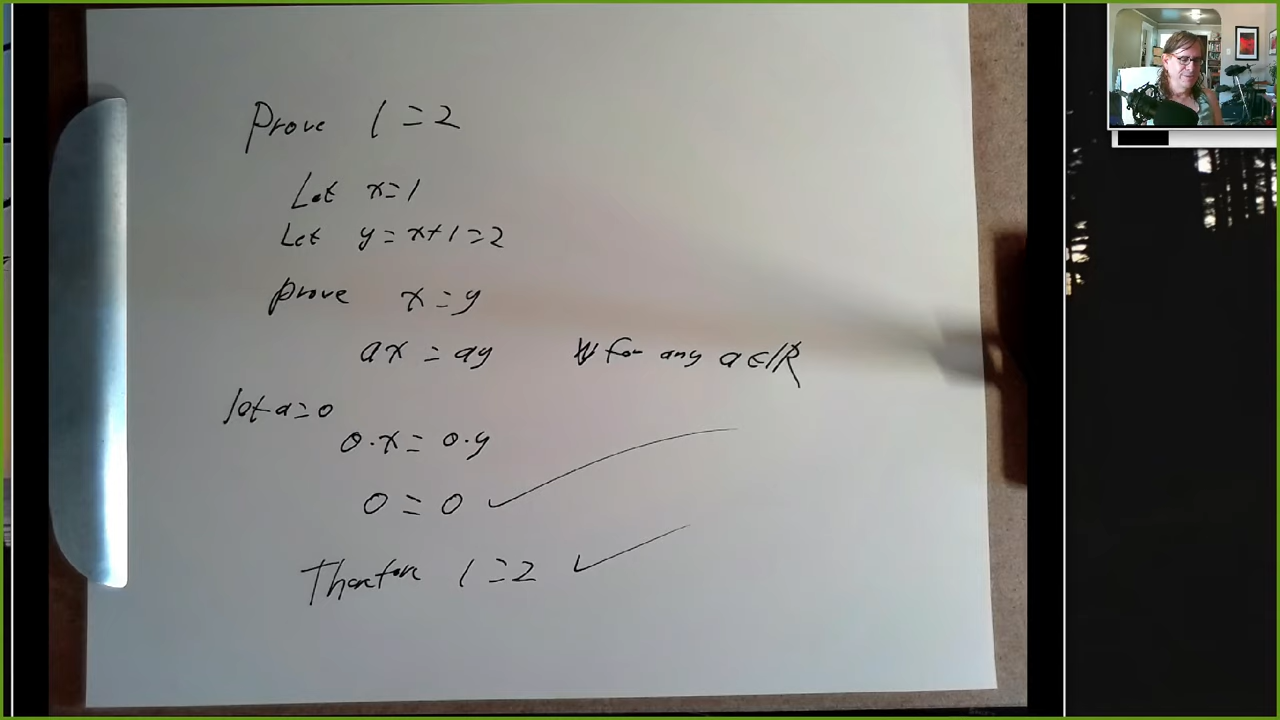 Prove 1 = 2
Let x = 1
Let y = x + 1 = 2
prove x = y
ax = ay for any a ∈ ℝ
let a = 0
0 · x = 0 · y
0 = 0 ✓
Therefore 1 = 2 ✓